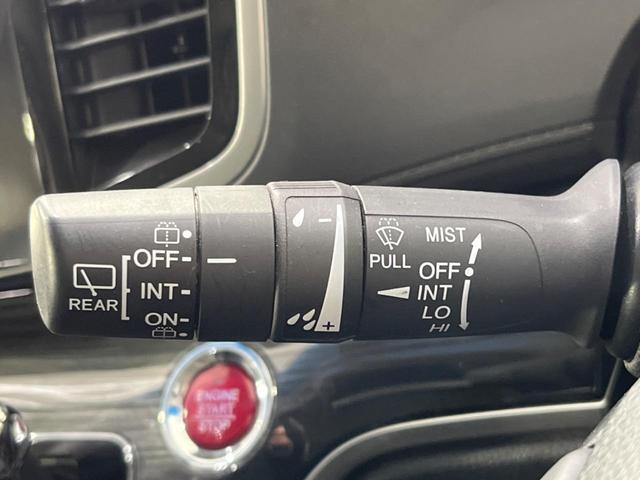 OFF
INT
REAR
ON
-
+
PULL
MIST
OFF
INT
LO
HI
ENGINE
START
STOP